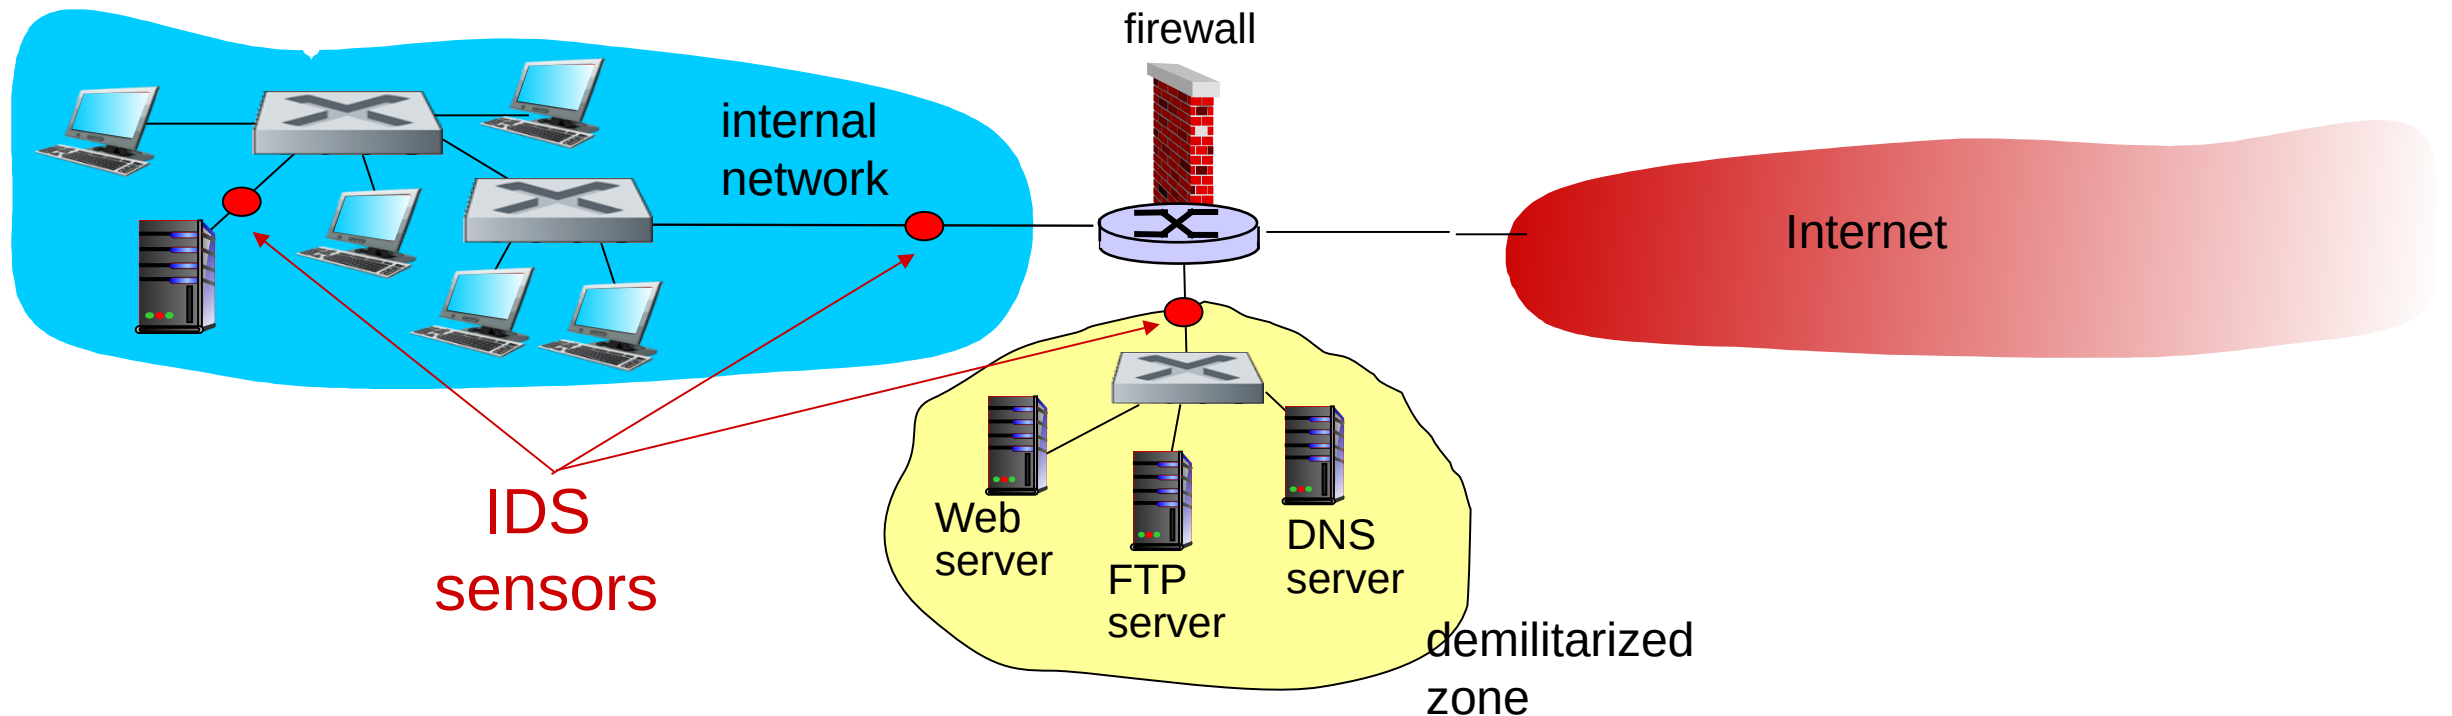 firewall
internal
network
Internet
IDS
sensors
Web
server
FTP
server
DNS
server
demilitarized
zone